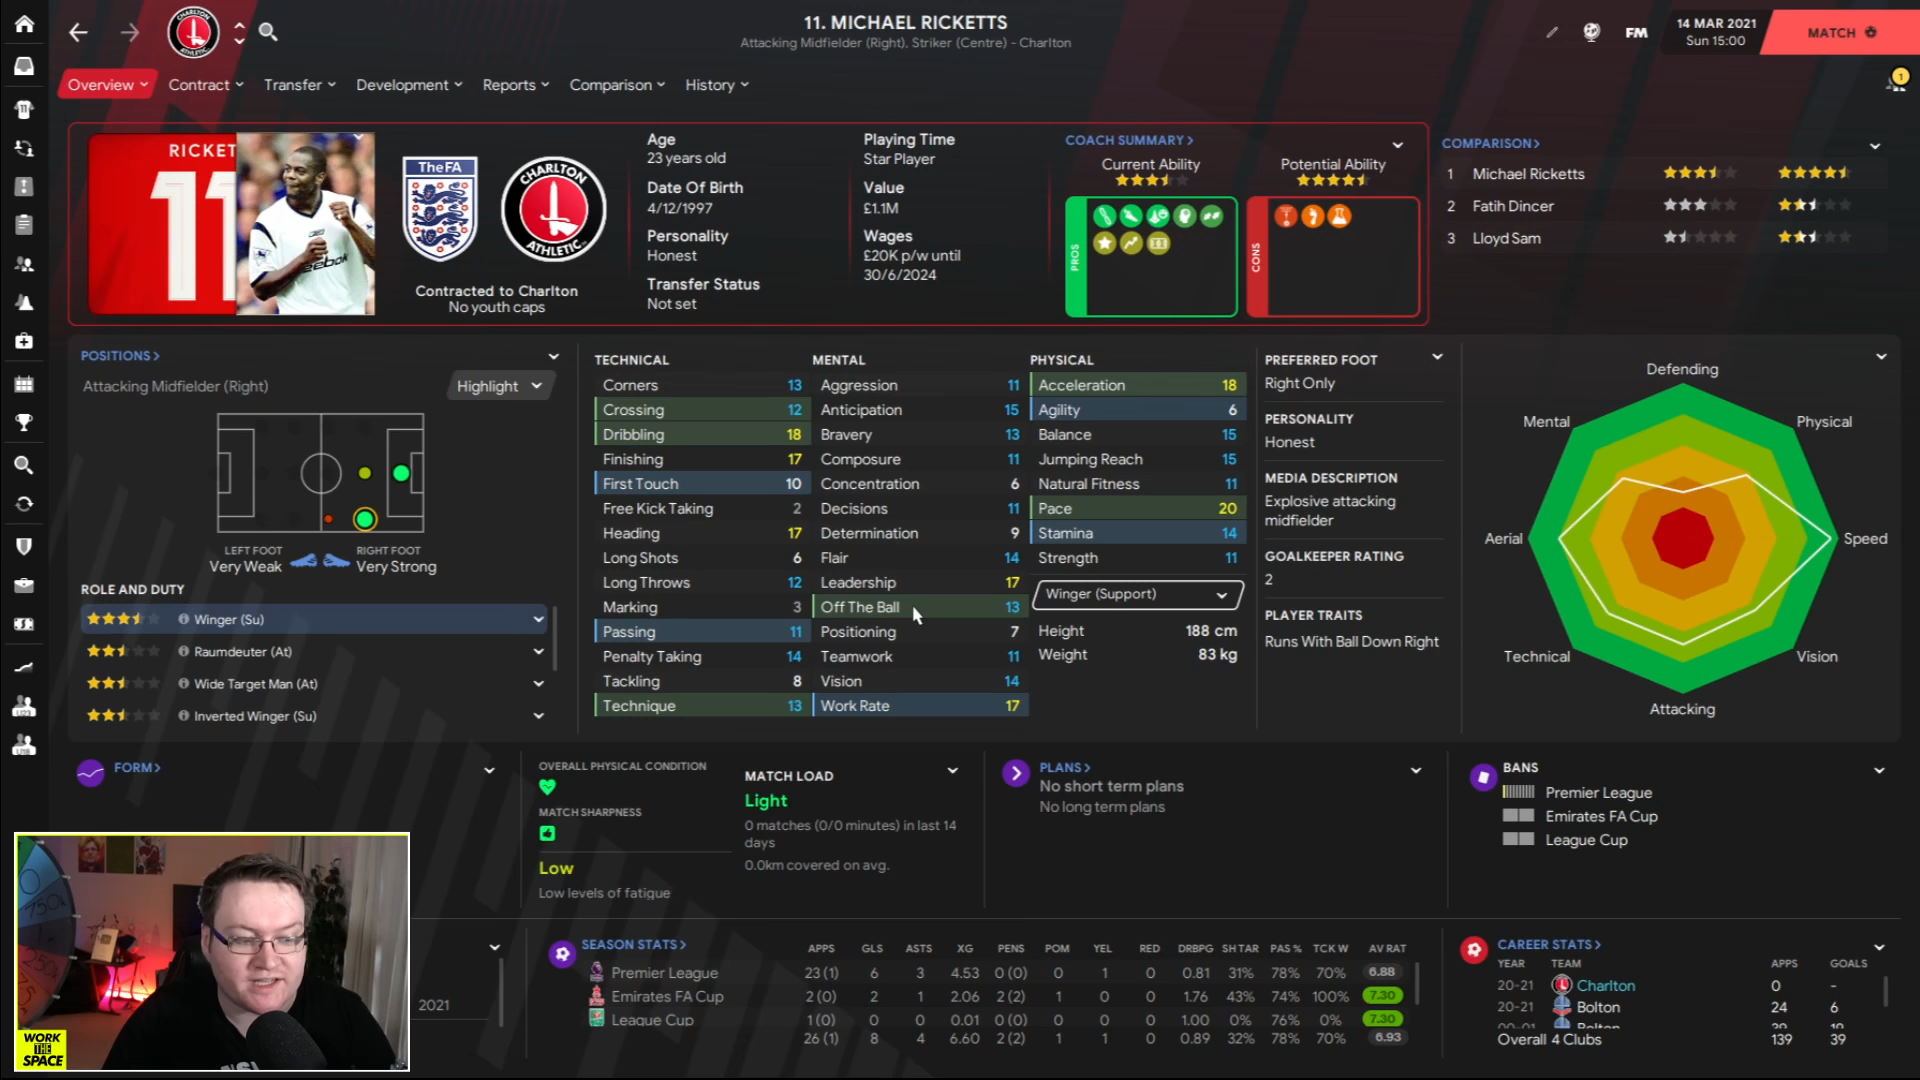 11. MICHAEL RICKETTS
Attacking Midfielder (Right), Striker (Centre) - Charlton
FM
14 MAR 2021
Sun 15:00
MATCH
1
Overview
Contract
Transfer
Development
Reports
Comparison
History
RICKET
11
TheFA
CHARLTON
ATHLETIC
Contracted to Charlton
No youth caps
Age
23 years old
Date Of Birth
4/12/1997
Personality
Honest
Transfer Status
Not set
Playing Time
Star Player
Value
£1.1M
Wages
£20K p/w until
30/6/2024
COACH SUMMARY >
Current Ability
Potential Ability
PROS
CONS
COMPARISON >
1 Michael Ricketts
2 Fatih Dincer
3 Lloyd Sam
Reebok
POSITIONS >
Attacking Midfielder (Right)
Highlight
LEFT FOOT
Very Weak
RIGHT FOOT
Very Strong
ROLE AND DUTY
Winger (Su)
Raumdeuter (At)
Wide Target Man (At)
Inverted Winger (Su)
TECHNICAL
Corners 13
Crossing 12
Dribbling 18
Finishing 17
First Touch 10
Free Kick Taking 2
Heading 17
Long Shots 6
Long Throws 12
Marking 3
Passing 11
Penalty Taking 14
Tackling 8
Technique 13
MENTAL
Aggression 11
Anticipation 15
Bravery 13
Composure 11
Concentration 6
Decisions 11
Determination 9
Flair 14
Leadership 17
Off The Ball 13
Positioning 7
Teamwork 11
Vision 14
Work Rate 17
PHYSICAL
Acceleration 18
Agility 6
Balance 15
Jumping Reach 15
Natural Fitness 11
Pace 20
Stamina 14
Strength 11
Winger (Support)
Height 188 cm
Weight 83 kg
PREFERRED FOOT
Right Only
PERSONALITY
Honest
MEDIA DESCRIPTION
Explosive attacking
midfielder
GOALKEEPER RATING
2
PLAYER TRAITS
Runs With Ball Down Right
Defending
Physical
Speed
Vision
Attacking
Technical
Aerial
Mental
FORM >
OVERALL PHYSICAL CONDITION
MATCH SHARPNESS
Low
Low levels of fatigue
MATCH LOAD
Light
0 matches (0/0 minutes) in last 14
days
0.0km covered on avg.
PLANS >
No short term plans
No long term plans
BANS
Premier League
Emirates FA Cup
League Cup
2021
SEASON STATS > APPS GLS ASTS XG PENS POM YEL RED DRBPG SH TAR PAS % TCK W AV RAT
Premier League 23 (1) 6 3 4.53 0 (0) 0 1 0 0.81 31% 78% 70% 6.88
Emirates FA Cup 2 (0) 2 1 2.06 2 (2) 1 0 0 1.76 43% 74% 100% 7.30
League Cup 1 (0) 0 0 0.01 0 (0) 0 0 0 1.00 0% 76% 0% 7.30
26 (1) 8 4 6.60 2 (2) 1 1 0 0.89 32% 78% 70% 6.93
CAREER STATS >
YEAR TEAM APPS GOALS
20-21 Charlton 0 -
20-21 Bolton 24 6
Overall 4 Clubs 139 39
WORK
THE
SPACE